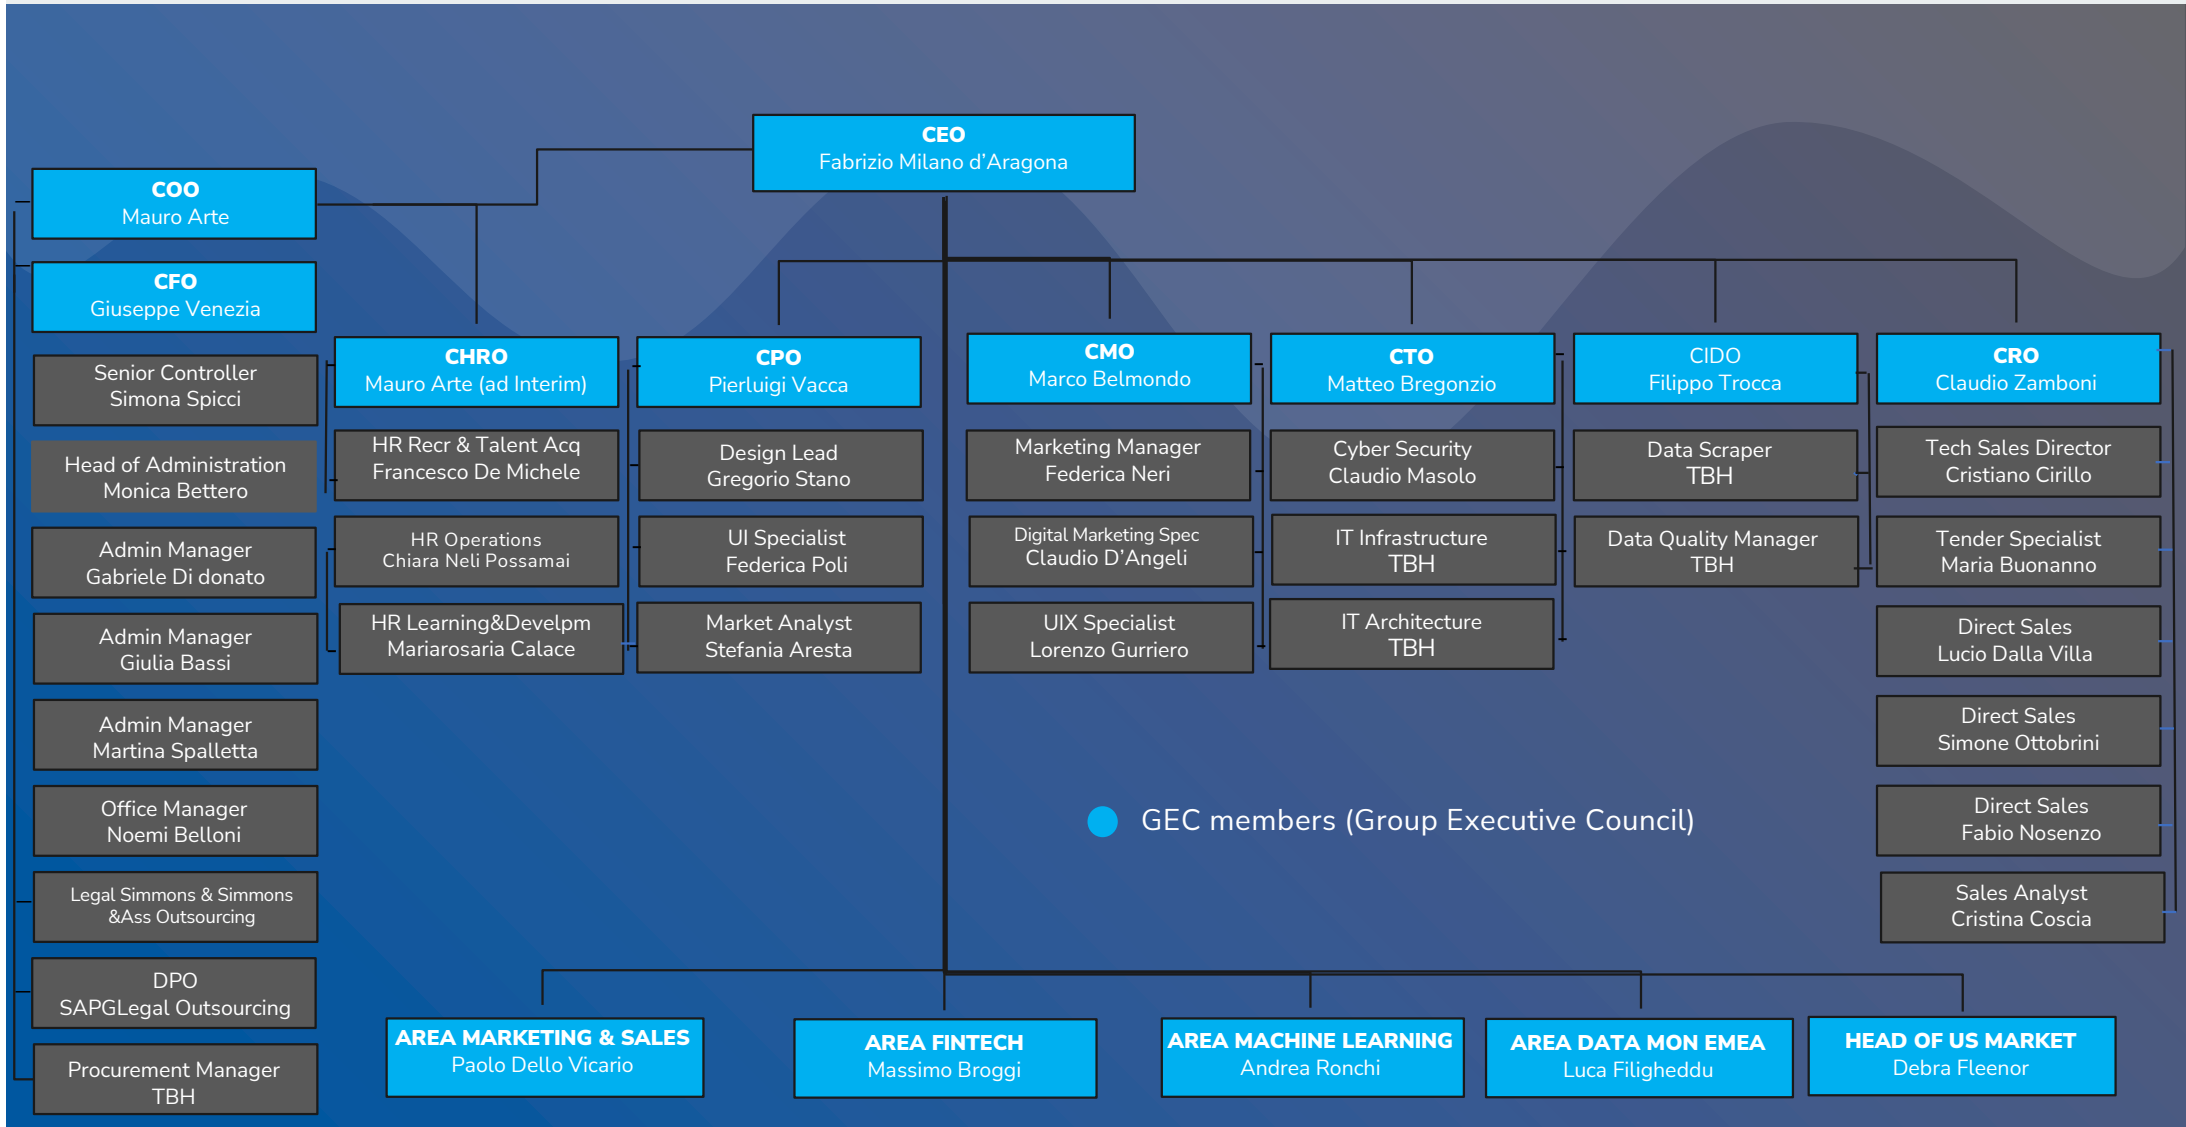 CEO
Fabrizio Milano d’Aragona
COO
Mauro Arte
CFO
Giuseppe Venezia
Senior Controller
Simona Spicci
Head of Administration
Monica Bettero
Admin Manager
Gabriele Di donato
Admin Manager
Giulia Bassi
Admin Manager
Martina Spalletta
Office Manager
Noemi Belloni
Legal Simmons & Simmons
&Ass Outsourcing
DPO
SAPGLegal Outsourcing
Procurement Manager
TBH
CHRO
Mauro Arte (ad Interim)
HR Recr & Talent Acq
Francesco De Michele
HR Operations
Chiara Neli Possamai
HR Learning&Develpm
Mariarosaria Calace
CPO
Pierluigi Vacca
Design Lead
Gregorio Stano
UI Specialist
Federica Poli
Market Analyst
Stefania Aresta
CMO
Marco Belmondo
Marketing Manager
Federica Neri
Digital Marketing Spec
Claudio D’Angeli
UIX Specialist
Lorenzo Gurriero
CTO
Matteo Bregonzio
Cyber Security
Claudio Masolo
IT Infrastructure
TBH
IT Architecture
TBH
CIDO
Filippo Trocca
Data Scraper
TBH
Data Quality Manager
TBH
CRO
Claudio Zamboni
Tech Sales Director
Cristiano Cirillo
Tender Specialist
Maria Buonanno
Direct Sales
Lucio Dalla Villa
Direct Sales
Simone Ottobrini
Direct Sales
Fabio Nosenzo
Sales Analyst
Cristina Coscia
GEC members (Group Executive Council)
AREA MARKETING & SALES
Paolo Dello Vicario
AREA FINTECH
Massimo Broggi
AREA MACHINE LEARNING
Andrea Ronchi
AREA DATA MON EMEA
Luca Filigheddu
HEAD OF US MARKET
Debra Fleenor